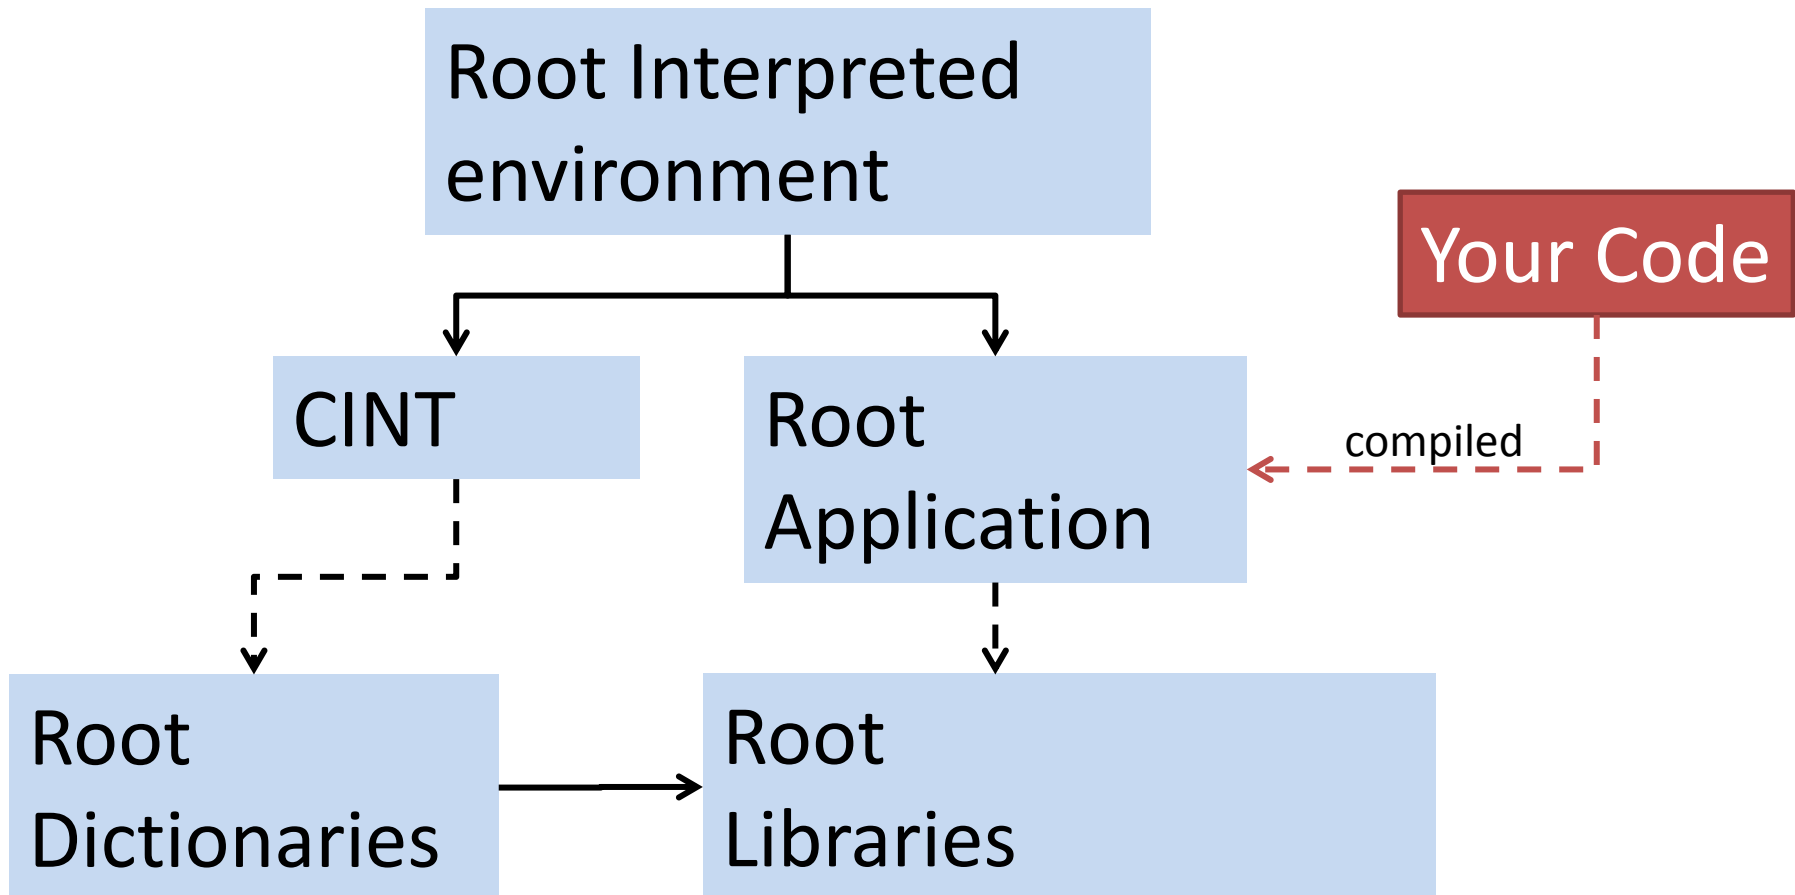 Root Interpreted
environment
Your Code
CINT
Root
Application
compiled
Root
Dictionaries
Root
Libraries